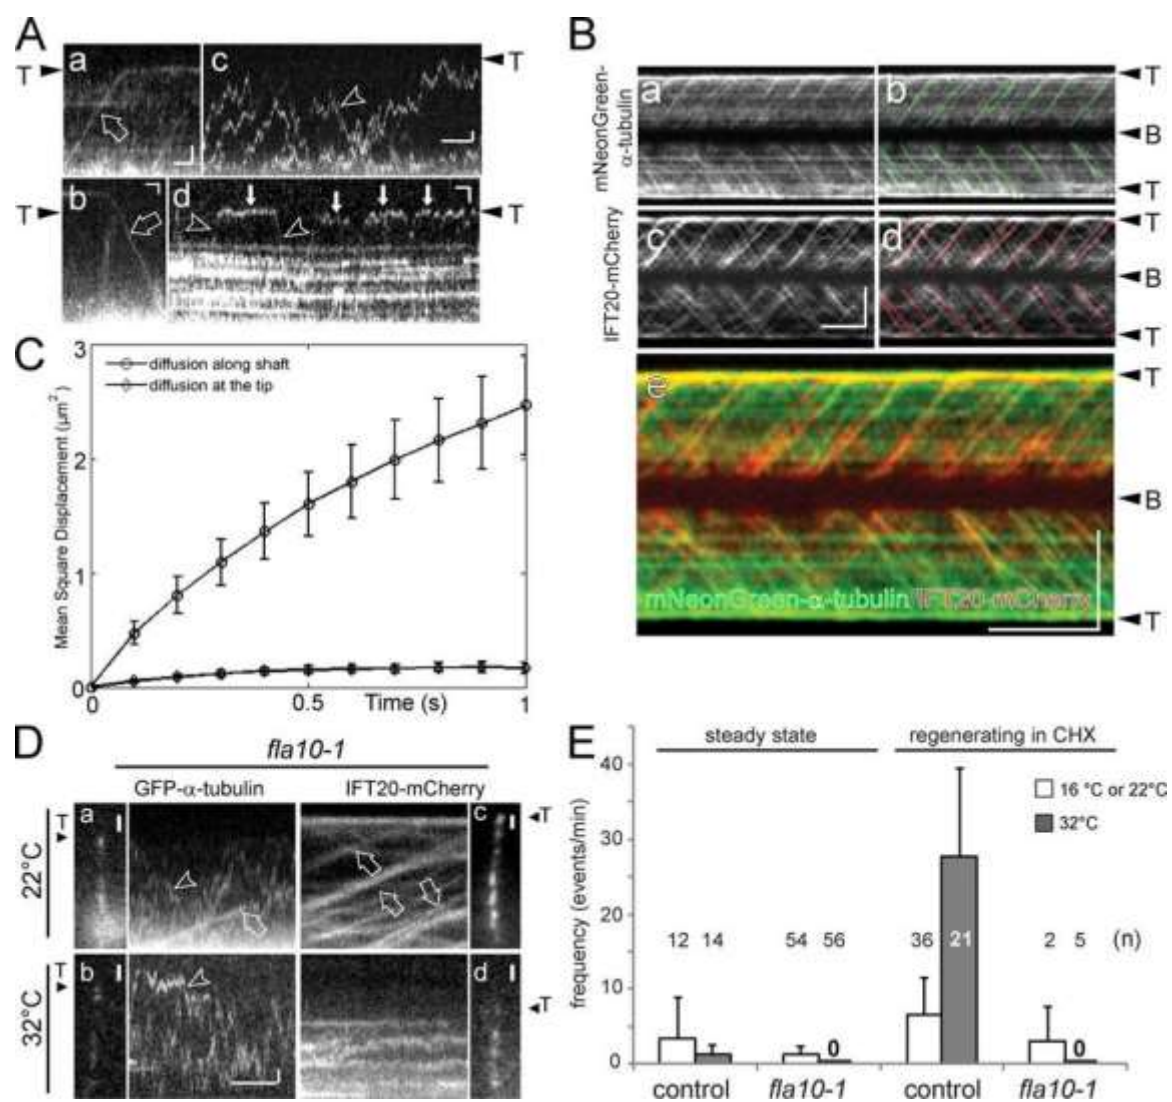 A
a
c
T
T
b
d
T
T
B
mNeonGreen-
α-tubulin
a
b
T
B
T
IFT20-mCherry
c
d
T
B
T
e
T
B
T
mNeonGreen-α-tubulin/IFT20-mCherry
C
Mean Square Displacement (µm²)
3
2
1
0
diffusion along shaft
diffusion at the tip
0
0.5
Time (s)
1
D
fla10-1
GFP-α-tubulin
IFT20-mCherry
22°C
T
a
c
T
32°C
T
b
d
T
E
steady state
regenerating in CHX
frequency (events/min)
40
30
20
10
0
16 °C or 22°C
32°C
12 14 54 56 36 21 2 5 (n)
0 0
control fla10-1 control fla10-1